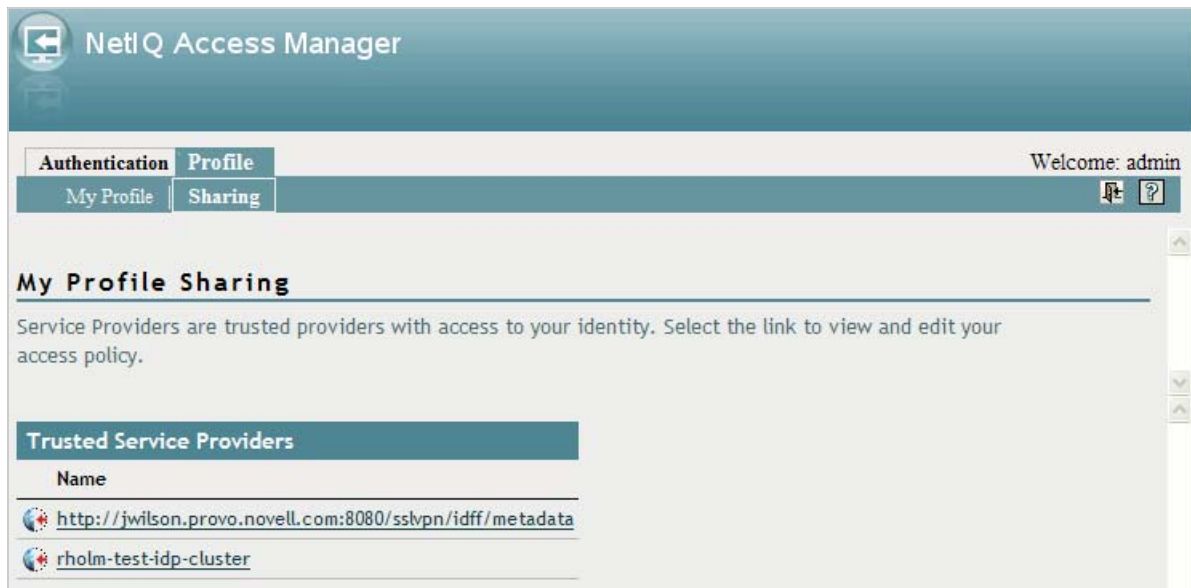 NetIQ Access Manager
Authentication Profile Welcome: admin
My Profile Sharing ?
My Profile Sharing
Service Providers are trusted providers with access to your identity. Select the link to view and edit your
access policy.
Trusted Service Providers
Name
http://jwilson.provo.novell.com:8080/sslvpn/idff/metadata
rholm-test-idp-cluster